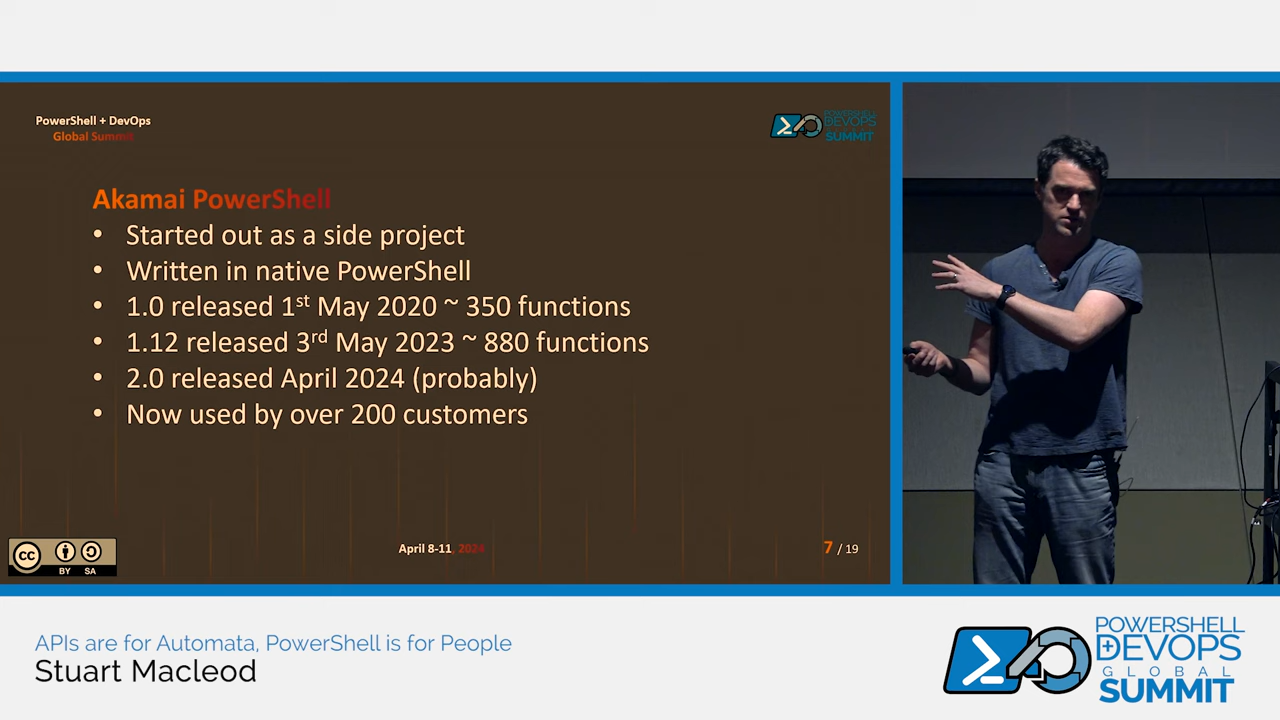 PowerShell + DevOps
Global Summit
POWERSHELL
DEVOPS
SUMMIT
Akamai PowerShell
• Started out as a side project
• Written in native PowerShell
• 1.0 released 1st May 2020 ~ 350 functions
• 1.12 released 3rd May 2023 ~ 880 functions
• 2.0 released April 2024 (probably)
• Now used by over 200 customers
cc
BY SA
April 8-11, 2024
7 / 19
APIs are for Automata, PowerShell is for People
Stuart Macleod
POWERSHELL
DEVOPS
GLOBAL
SUMMIT